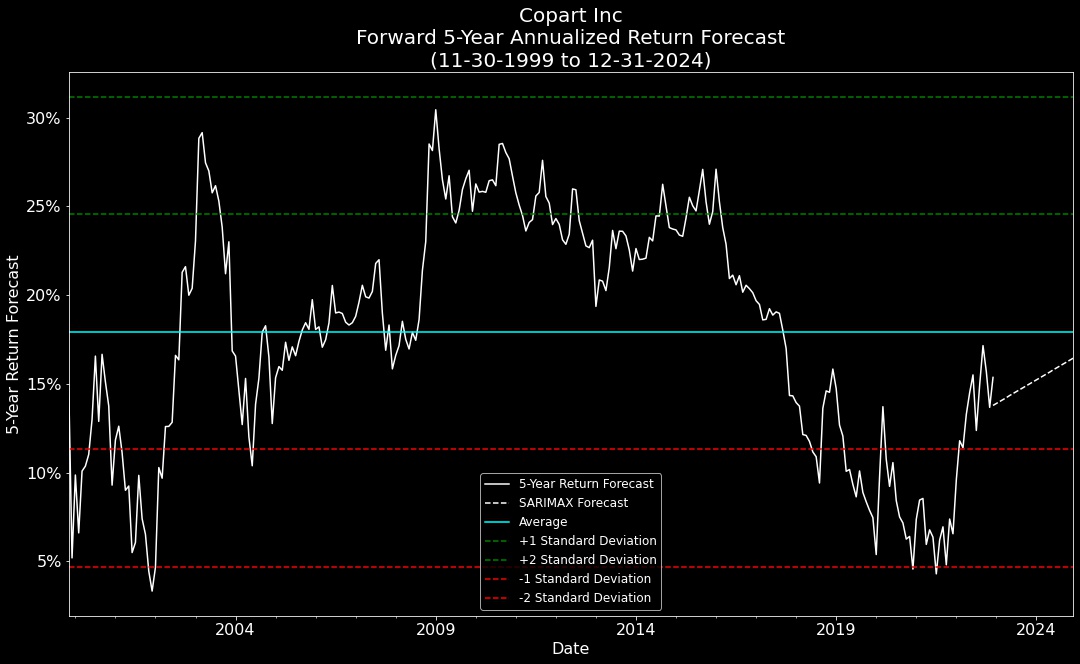 Copart Inc
Forward 5-Year Annualized Return Forecast
(11-30-1999 to 12-31-2024)
5-Year Return Forecast
30%
25%
20%
15%
10%
5%
5-Year Return Forecast
SARIMAX Forecast
Average
+1 Standard Deviation
+2 Standard Deviation
-1 Standard Deviation
-2 Standard Deviation
2004
2009
2014
2019
2024
Date